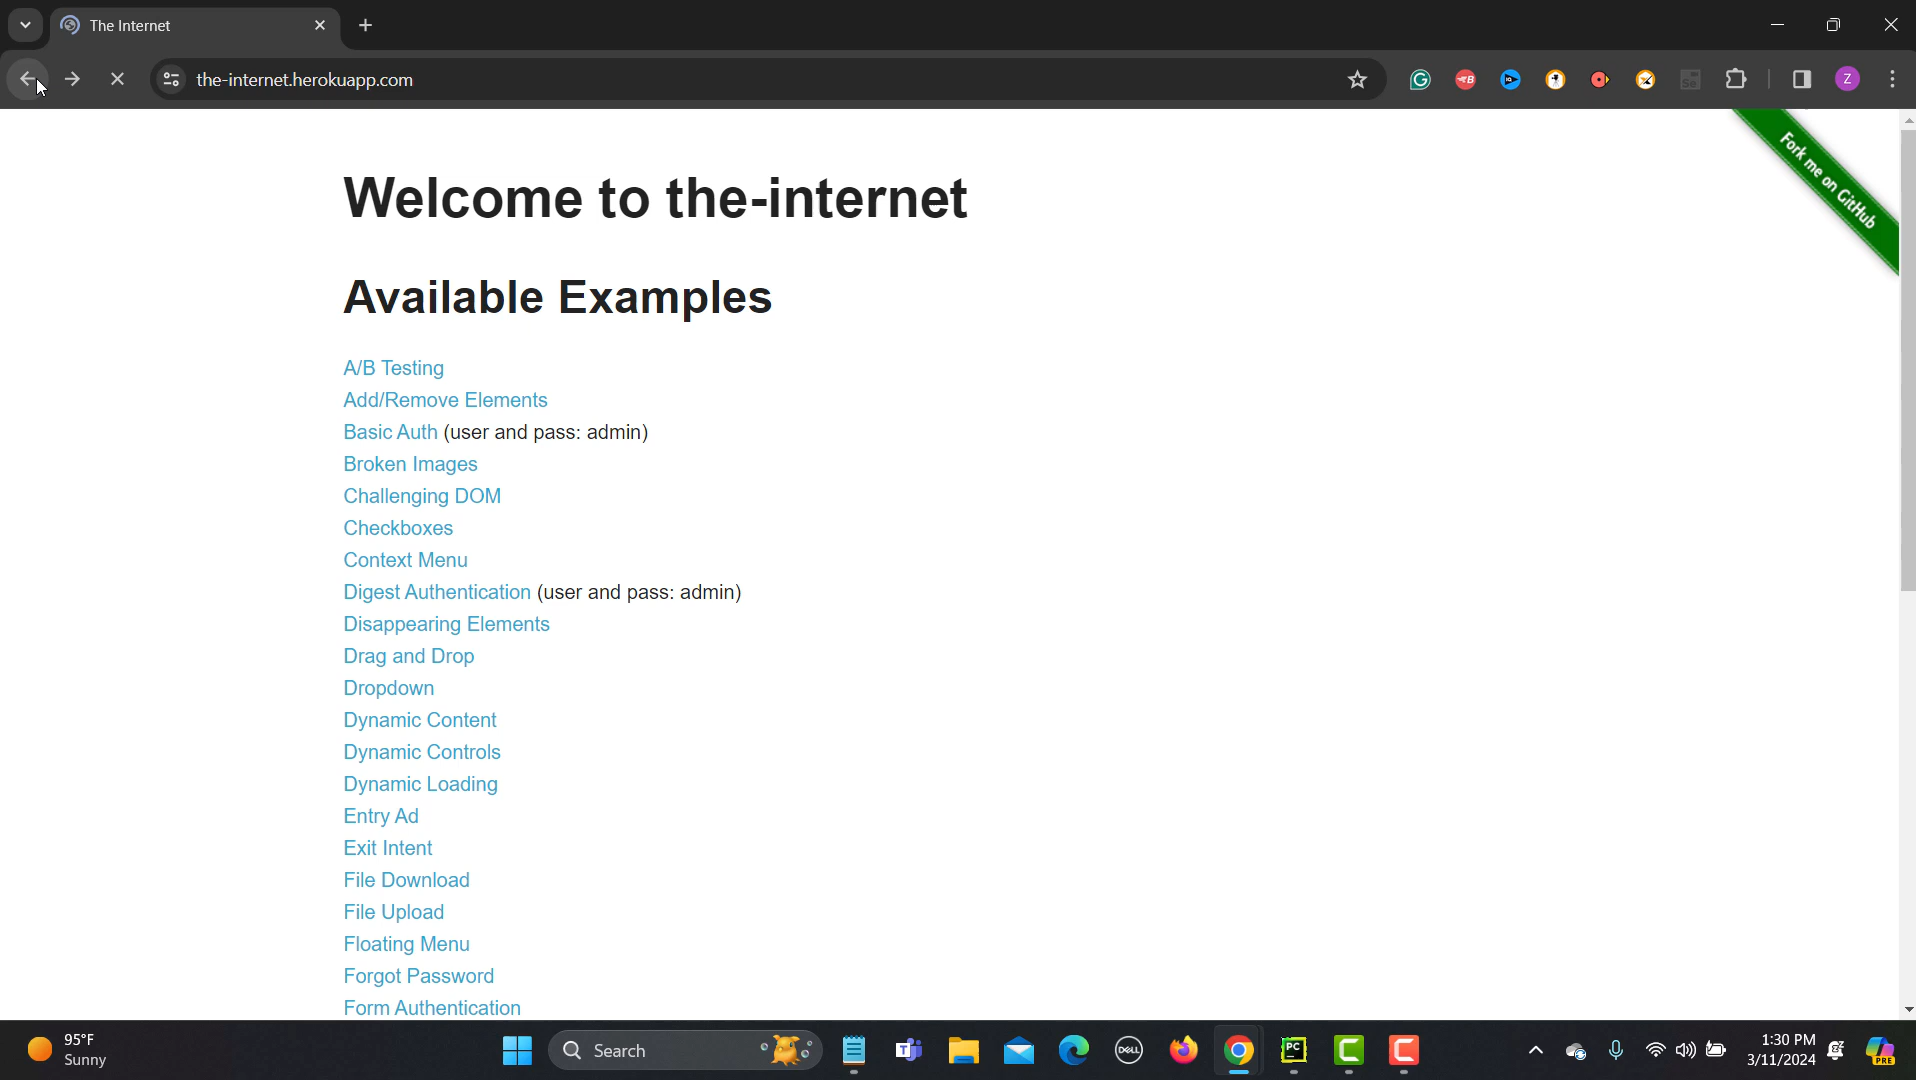 The Internet
the-internet.herokuapp.com
Z
Fork me on GitHub
Welcome to the-internet
Available Examples
A/B Testing
Add/Remove Elements
Basic Auth (user and pass: admin)
Broken Images
Challenging DOM
Checkboxes
Context Menu
Digest Authentication (user and pass: admin)
Disappearing Elements
Drag and Drop
Dropdown
Dynamic Content
Dynamic Controls
Dynamic Loading
Entry Ad
Exit Intent
File Download
File Upload
Floating Menu
Forgot Password
Form Authentication
95°F
Sunny
Search
DELL
PC
PRE
1:30 PM
3/11/2024